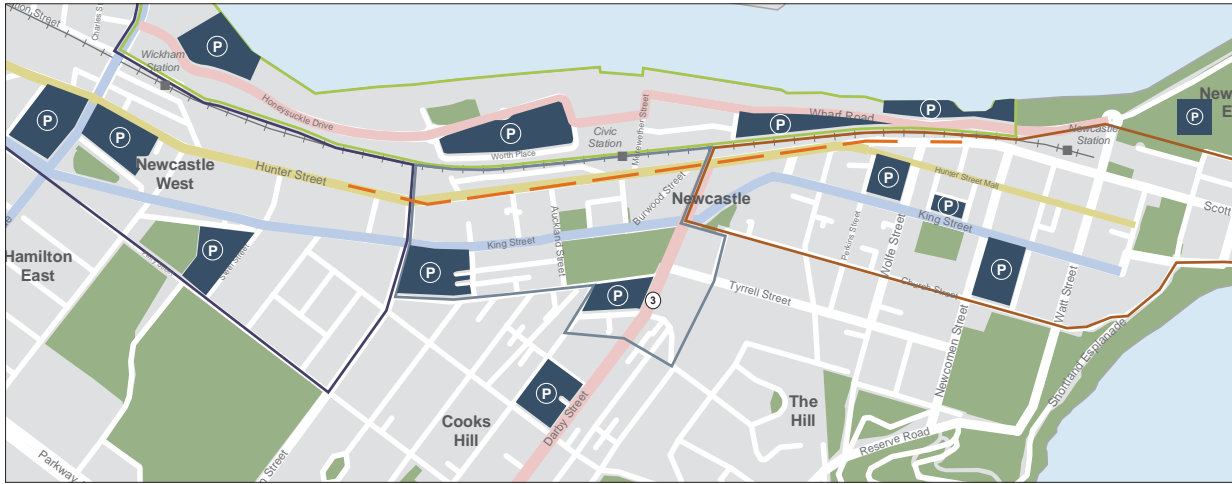 tion Street
Charles S
P
Wickham
Station
Honeysuckle Drive
P
P
Newcastle
West
Hunter Street
P
Worth Place
Civic
Station
Merewether Street
P
Wharf Road
P
Newcastle
Station
New
E
P
Hamilton
East
P
Steel Street
P
King Street
Auckland Street
Burwood Street
Newcastle
P
3
Tyrrell Street
Perkins Street
Wolfe Street
P
Hunter Street Mall
P
King Street
Scott
Church Street
P
Watt Street
Newcomen Street
Shortland Esplanade
P
Darby Street
Cooks
Hill
The
Hill
Reserve Road
Parkway
n Street